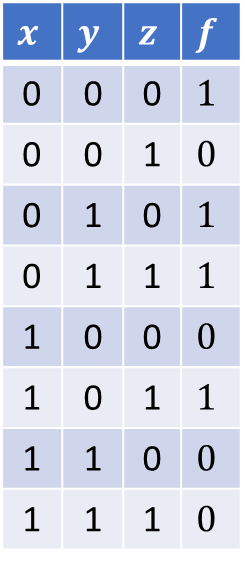 x y z f
0 0 0 1
0 0 1 0
0 1 0 1
0 1 1 1
1 0 0 0
1 0 1 1
1 1 0 0
1 1 1 0